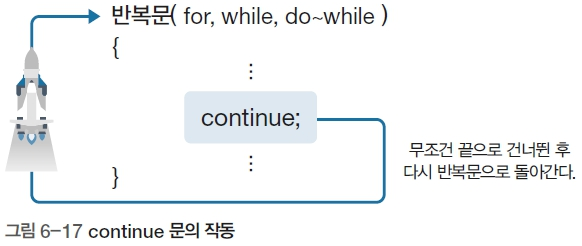 반복문( for, while, do~while )
{
⋮
continue;
⋮
무조건 끝으로 건너뛴 후
다시 반복문으로 돌아간다.
}
그림 6-17 continue 문의 작동